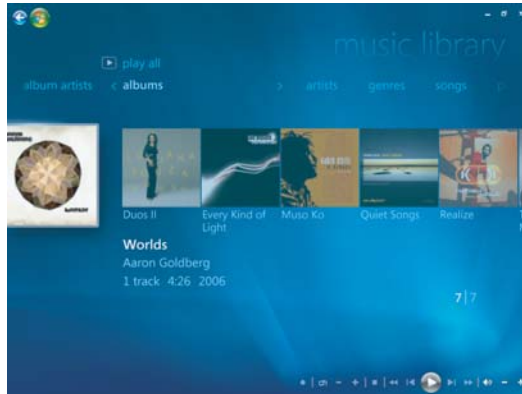 music library
play all
album artists < albums > artists genres songs
Duos II Every Kind of Light Muso Ko Quiet Songs Realize
Worlds
Aaron Goldberg
1 track 4:26 2006
7|7